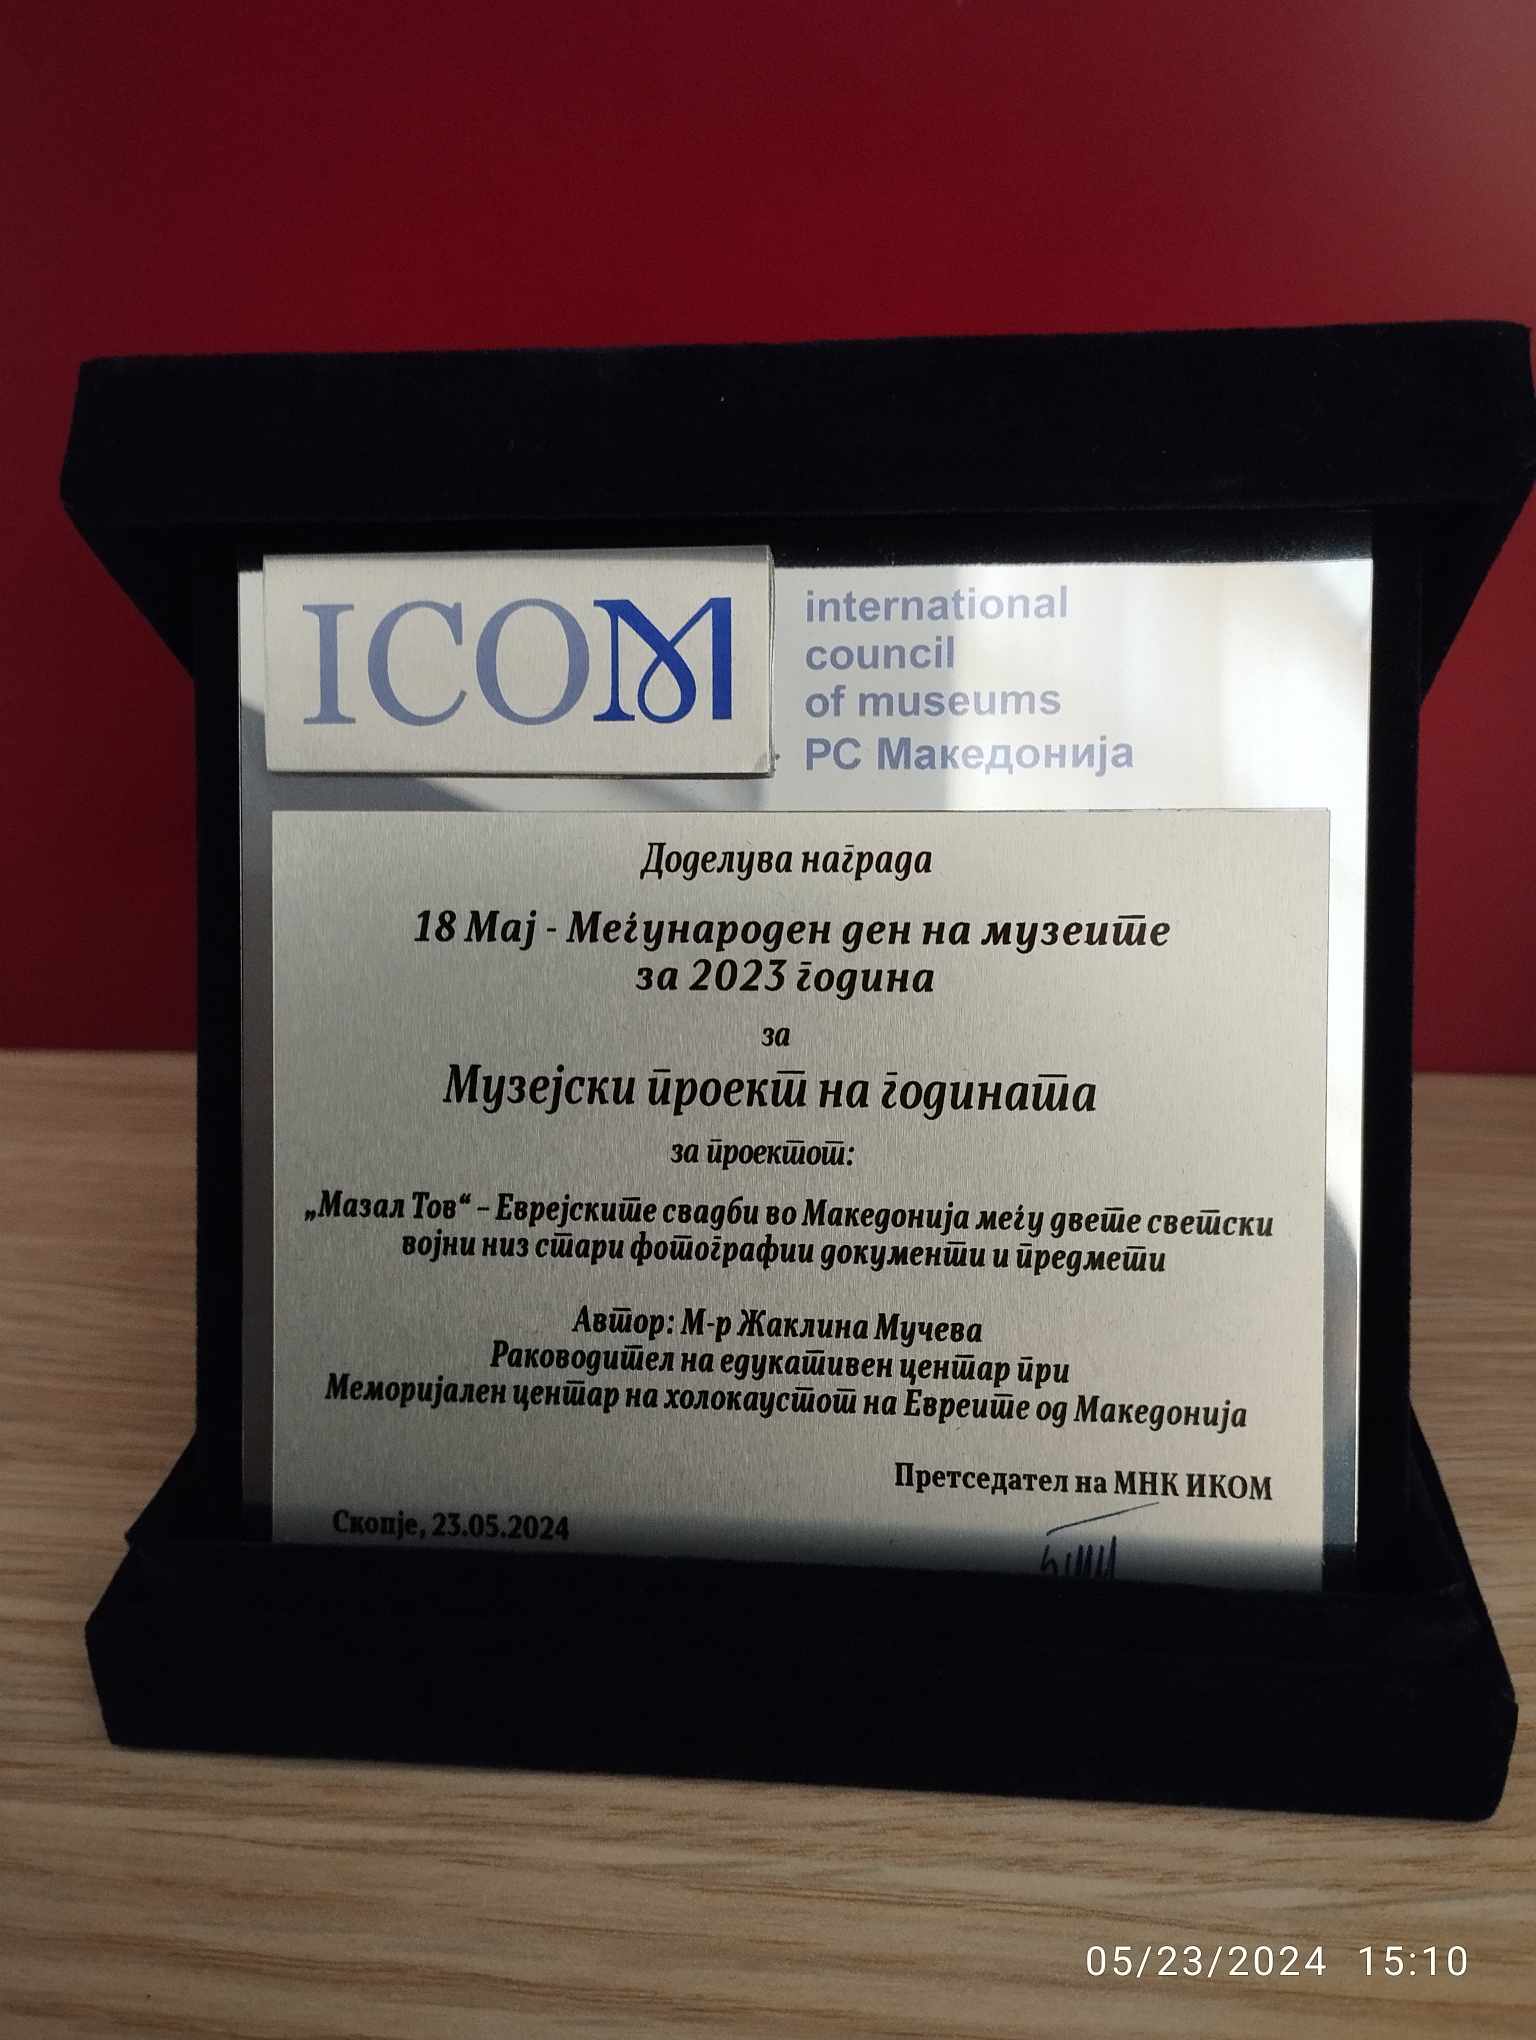 ICOM
international
council
of museums
РС Македонија
Доделува награда
18 Мај - Меѓународен ден на музеите
за 2023 година
за
Музејски проект на годината
за проектот:
„Мазал Тов“ – Еврејските свадби во Македонија меѓу двете светски
војни низ стари фотографии документи и предмети
Автор: М-р Жаклина Мучева
Раководител на едукативен центар при
Меморијален центар на холокаустот на Евреите од Македонија
Претседател на МНК ИКОМ
Скопје, 23.05.2024
05/23/2024 15:10